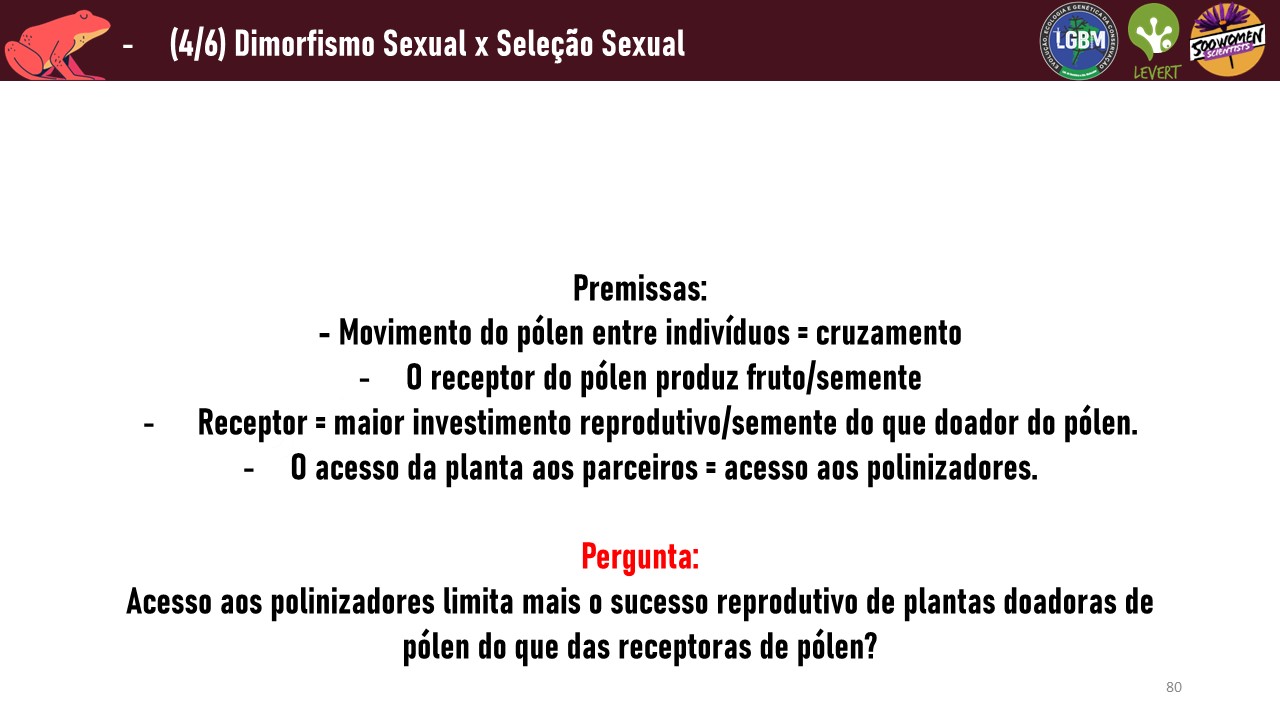 - (4/6) Dimorfismo Sexual x Seleção Sexual
LGBM
EVOLUÇÃO, ECOLOGIA E GENÉTICA DA CONSERVAÇÃO
LEVERT
500 WOMEN
SCIENTISTS
Premissas:
- Movimento do pólen entre indivíduos = cruzamento
- O receptor do pólen produz fruto/semente
- Receptor = maior investimento reprodutivo/semente do que doador do pólen.
- O acesso da planta aos parceiros = acesso aos polinizadores.
Pergunta:
Acesso aos polinizadores limita mais o sucesso reprodutivo de plantas doadoras de
pólen do que das receptoras de pólen?
80